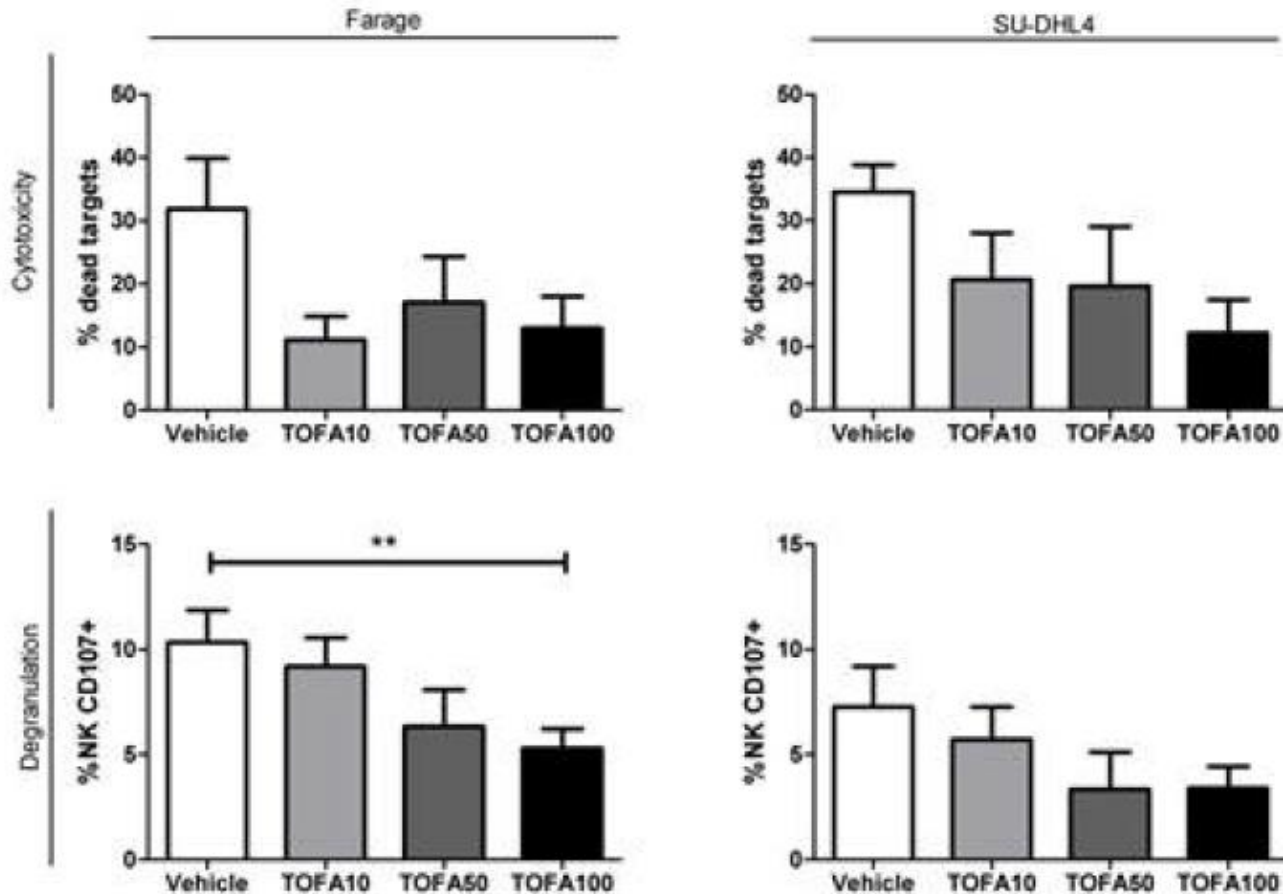 Farage
SU-DHL4
Cytotoxicity
% dead targets
50
40
30
20
10
0
Vehicle TOFA10 TOFA50 TOFA100
% dead targets
50
40
30
20
10
0
Vehicle TOFA10 TOFA50 TOFA100
Degranulation
%NK CD107+
15
10
5
0
**
Vehicle TOFA10 TOFA50 TOFA100
%NK CD107+
15
10
5
0
Vehicle TOFA10 TOFA50 TOFA100